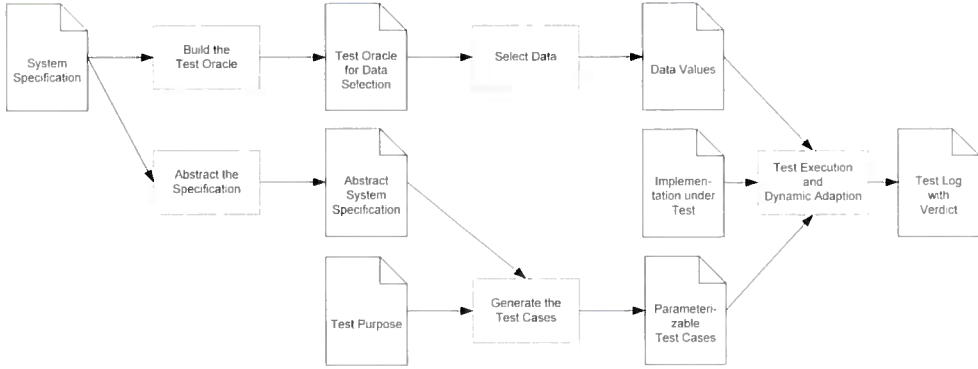 System
Specification
Build the
Test Oracle
Test Oracle
for Data
Selection
Select Data
Data Values
Abstract the
Specification
Abstract
System
Specification
Implemen-
tation under
Test
Test Execution
and
Dynamic Adaption
Test Log
with
Verdict
Test Purpose
Generate the
Test Cases
Parameteri-
zable
Test Cases